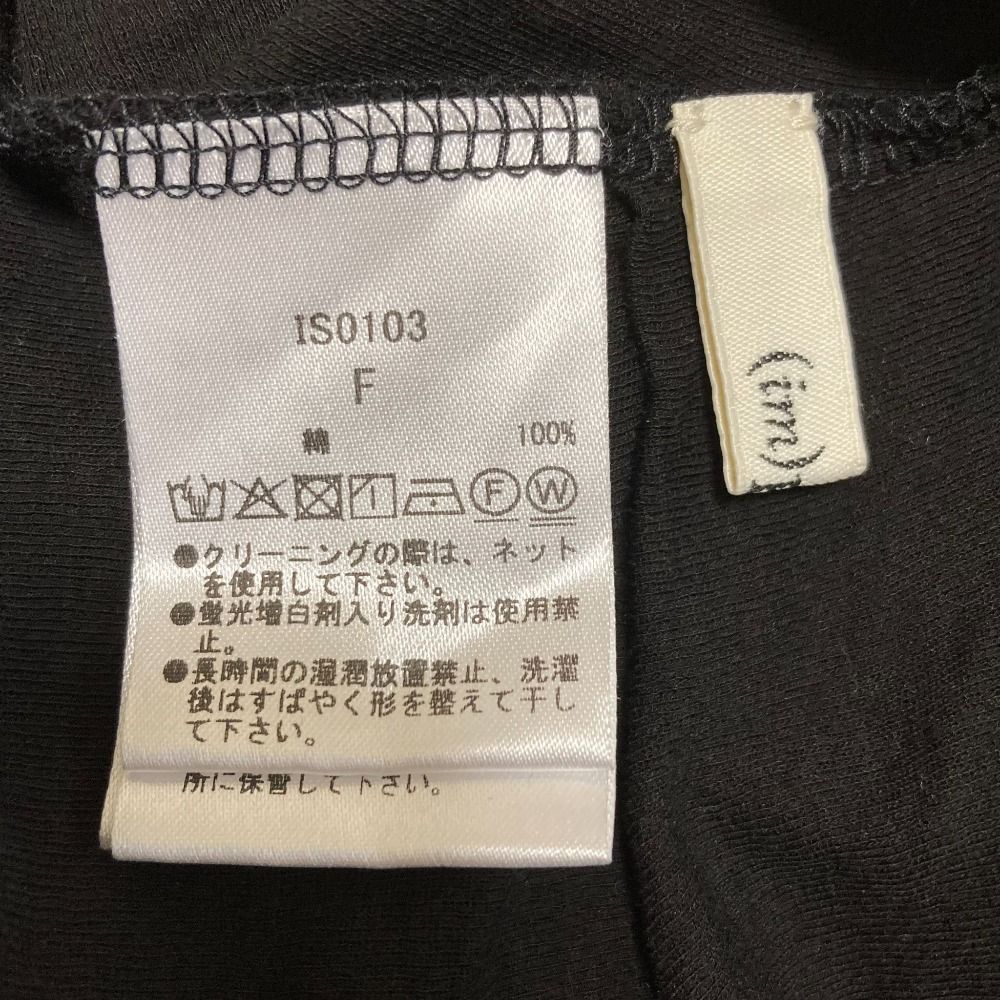 IS0103
F
綿 100%
F W
●クリーニングの際は、ネット
を使用して下さい。
●蛍光増白剤入り洗剤は使用禁
止。
●長時間の湿潤放置禁止、洗濯
後はすばやく形を整えて干し
て下さい。
所に保管して下さい。
(irm)